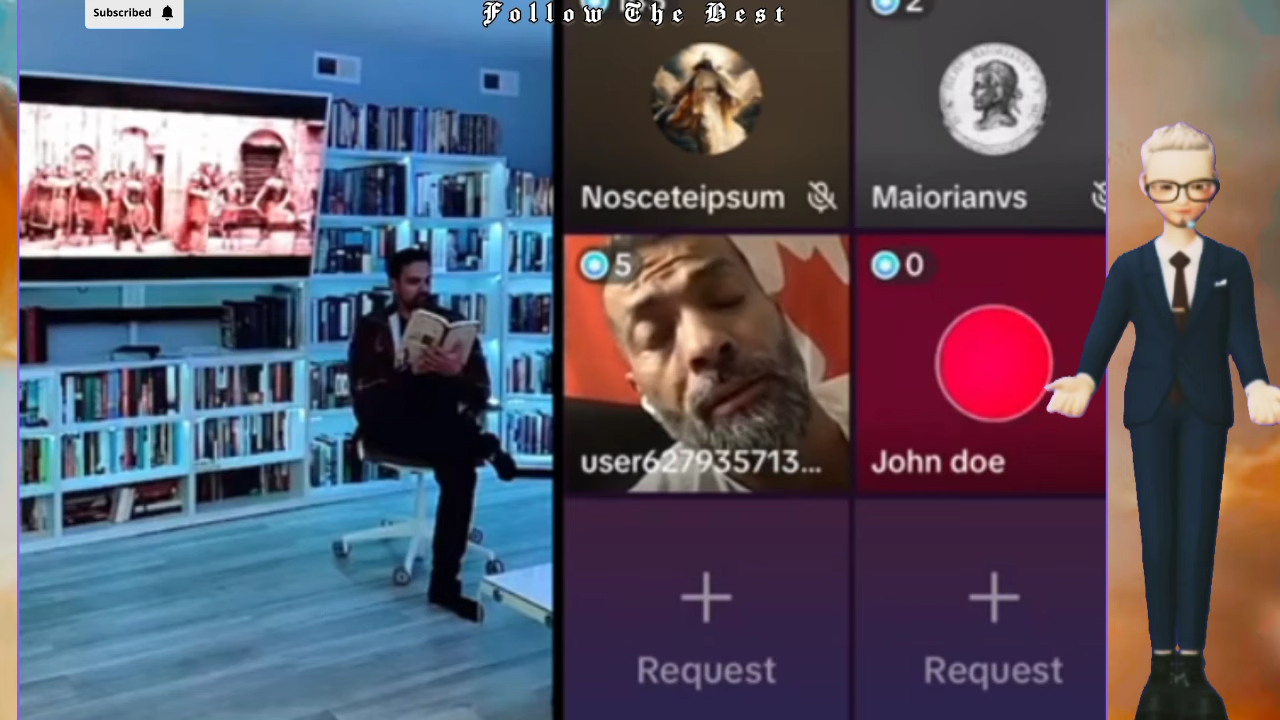 Subscribed
Follow The Best
2
Nosceteipsum
Maiorianvs
5
0
user627935713...
John doe
Request
Request